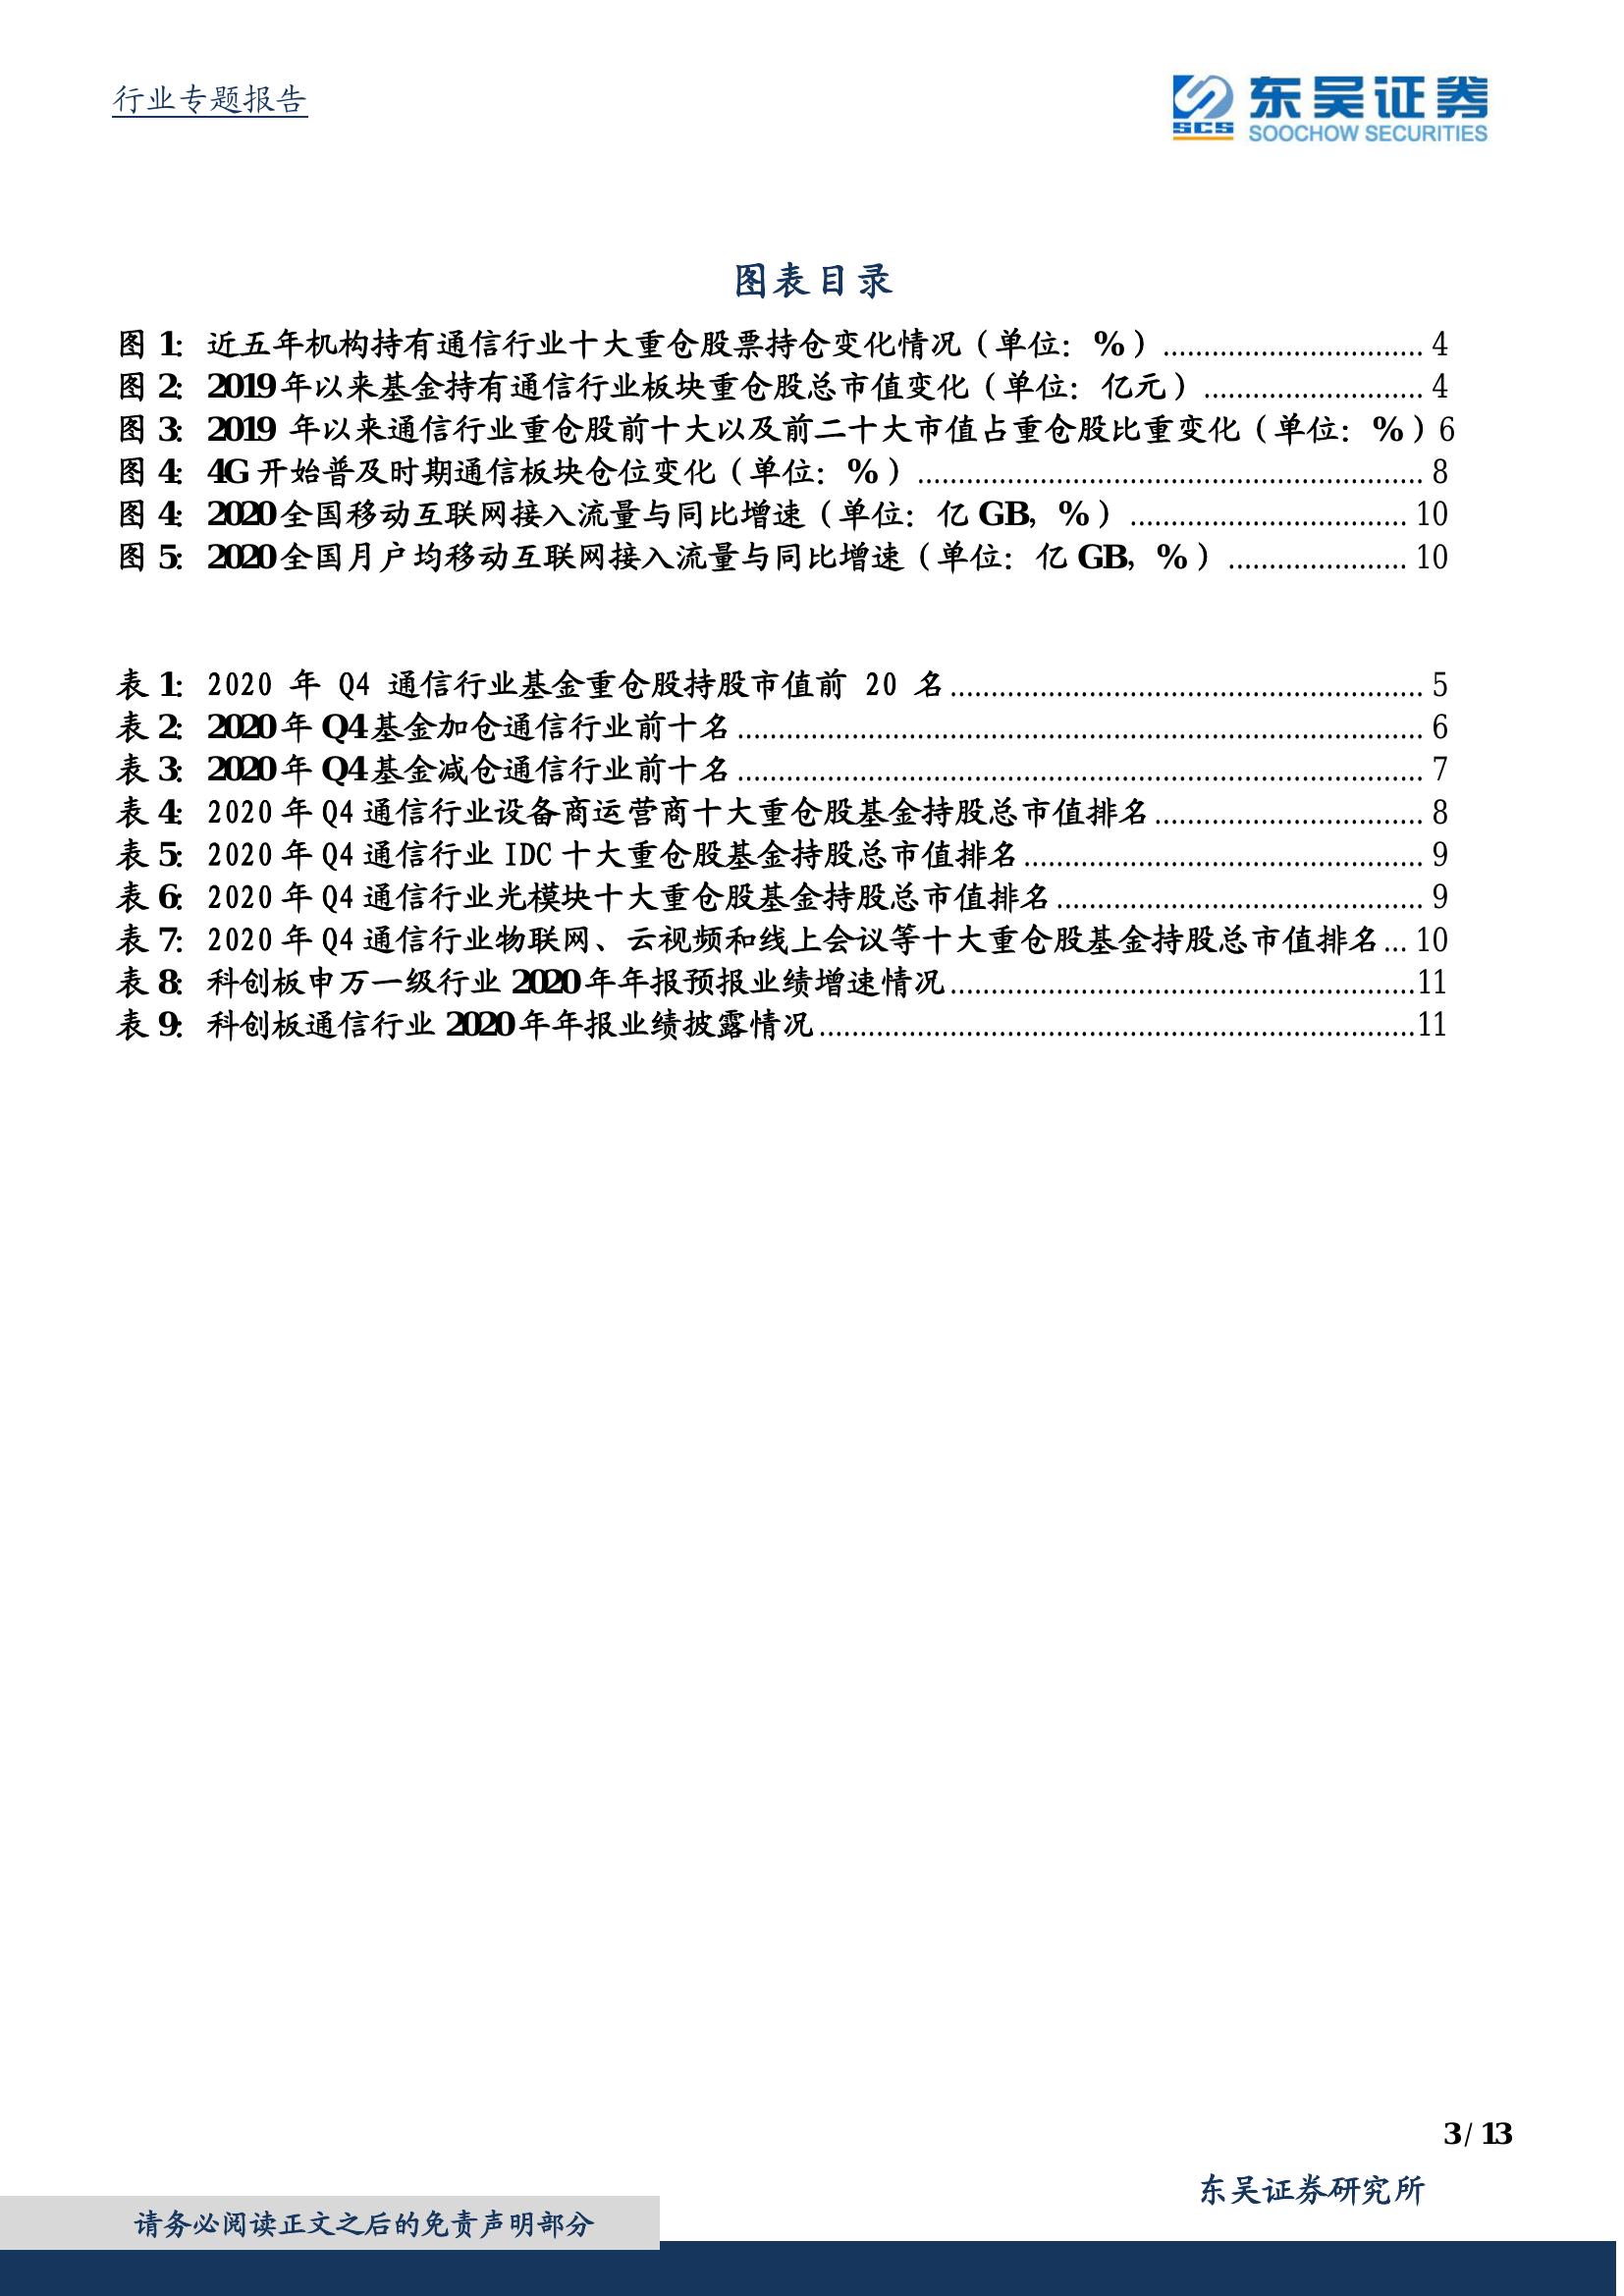 行业专题报告
东吴证券
SCS
SOOCHOW SECURITIES
图表目录
图 1: 近五年机构持有通信行业十大重仓股票持仓变化情况（单位：%）................................ 4
图 2: 2019 年以来基金持有通信行业板块重仓股总市值变化（单位：亿元）........................... 4
图 3: 2019 年以来通信行业重仓股前十大以及前二十大市值占重仓股比重变化（单位：%）6
图 4: 4G 开始普及时期通信板块仓位变化（单位：%）.............................................................. 8
图 4: 2020 全国移动互联网接入流量与同比增速（单位：亿 GB，%）.................................. 10
图 5: 2020 全国月户均移动互联网接入流量与同比增速（单位：亿 GB，%）...................... 10
表 1: 2020 年 Q4 通信行业基金重仓股持股市值前 20 名.......................................................... 5
表 2: 2020 年 Q4 基金加仓通信行业前十名.................................................................................... 6
表 3: 2020 年 Q4 基金减仓通信行业前十名.................................................................................... 7
表 4: 2020 年 Q4 通信行业设备商运营商十大重仓股基金持股总市值排名................................. 8
表 5: 2020 年 Q4 通信行业 IDC 十大重仓股基金持股总市值排名................................................. 9
表 6: 2020 年 Q4 通信行业光模块十大重仓股基金持股总市值排名............................................. 9
表 7: 2020 年 Q4 通信行业物联网、云视频和线上会议等十大重仓股基金持股总市值排名... 10
表 8: 科创板申万一级行业 2020 年年报预报业绩增速情况.........................................................11
表 9: 科创板通信行业 2020 年年报业绩披露情况.........................................................................11
3 / 13
东吴证券研究所
请务必阅读正文之后的免责声明部分